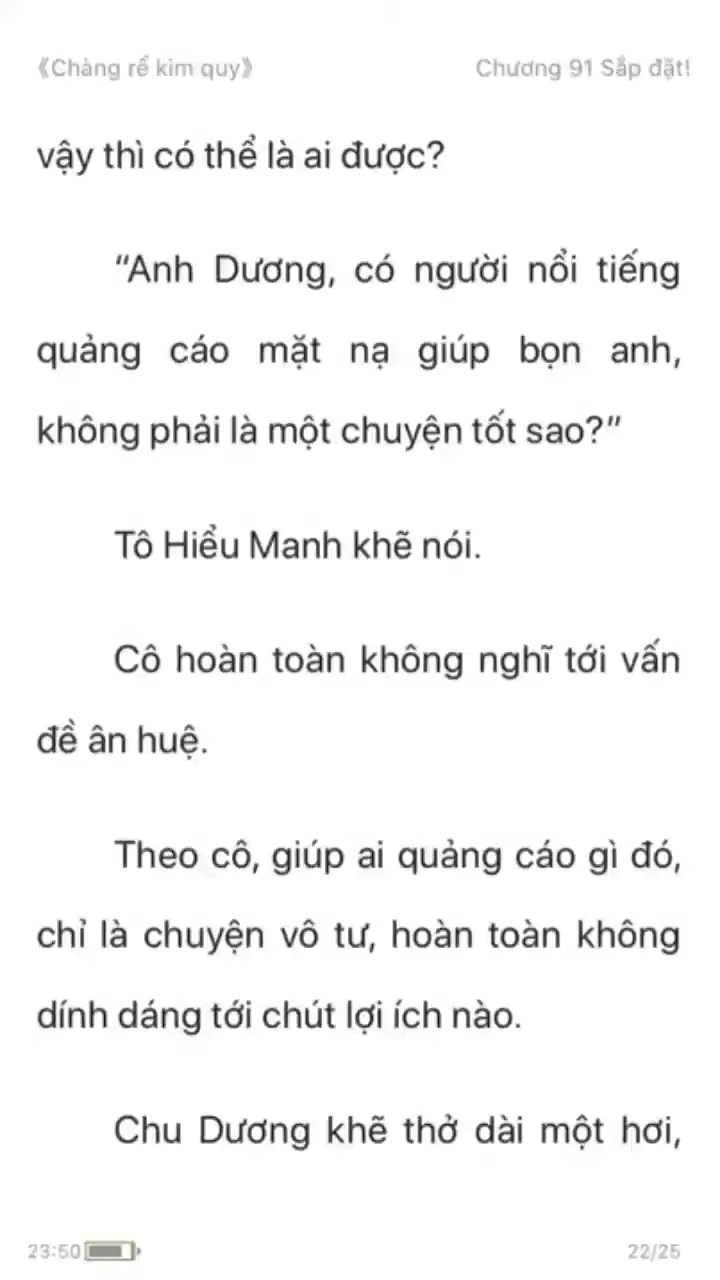 《Chàng rể kim quy》
Chương 91 Sắp đặt!
vậy thì có thể là ai được?
“Anh Dương, có người nổi tiếng
quảng cáo mặt nạ giúp bọn anh,
không phải là một chuyện tốt sao?”
Tô Hiểu Manh khẽ nói.
Cô hoàn toàn không nghĩ tới vấn
đề ân huệ.
Theo cô, giúp ai quảng cáo gì đó,
chỉ là chuyện vô tư, hoàn toàn không
dính dáng tới chút lợi ích nào.
Chu Dương khẽ thở dài một hơi,
23:50
22/25